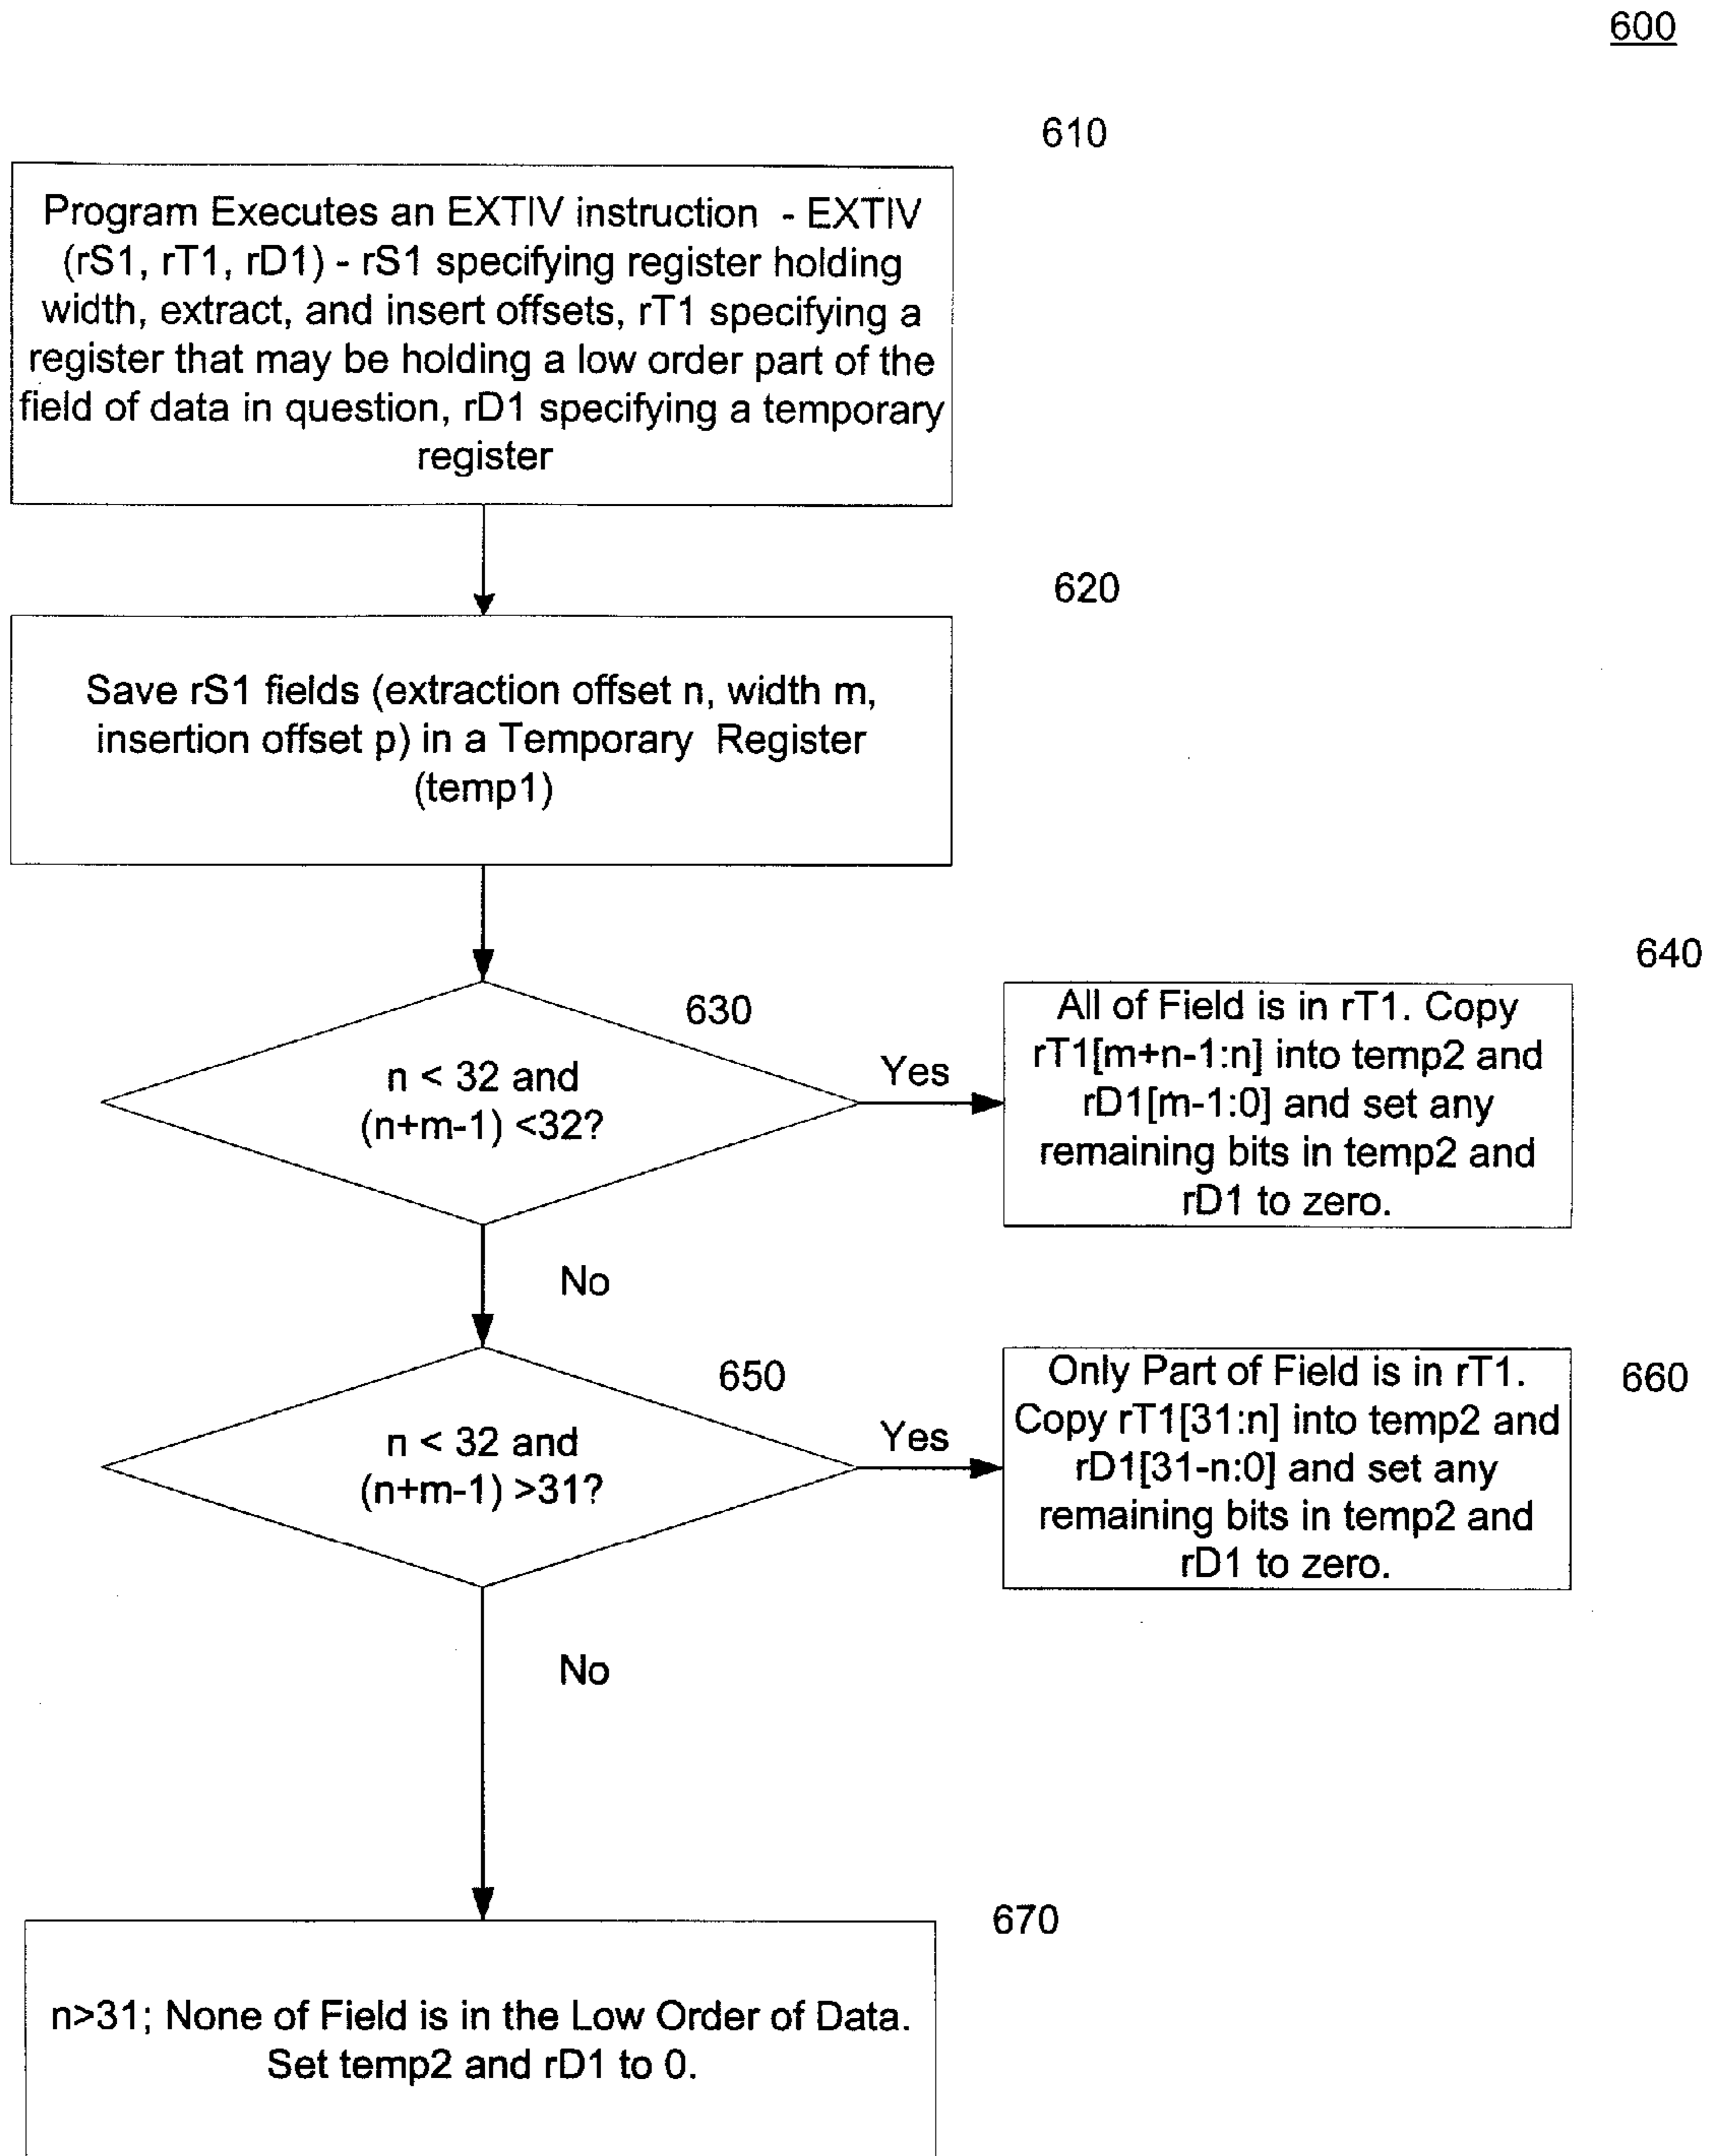 600
610
Program Executes an EXTIV instruction - EXTIV
(rS1, rT1, rD1) - rS1 specifying register holding
width, extract, and insert offsets, rT1 specifying a
register that may be holding a low order part of the
field of data in question, rD1 specifying a temporary
register
620
Save rS1 fields (extraction offset n, width m,
insertion offset p) in a Temporary Register
(temp1)
630
n < 32 and
(n+m-1) <32?
Yes
640
All of Field is in rT1. Copy
rT1[m+n-1:n] into temp2 and
rD1[m-1:0] and set any
remaining bits in temp2 and
rD1 to zero.
No
650
n < 32 and
(n+m-1) >31?
Yes
660
Only Part of Field is in rT1.
Copy rT1[31:n] into temp2 and
rD1[31-n:0] and set any
remaining bits in temp2 and
rD1 to zero.
No
670
n>31; None of Field is in the Low Order of Data.
Set temp2 and rD1 to 0.